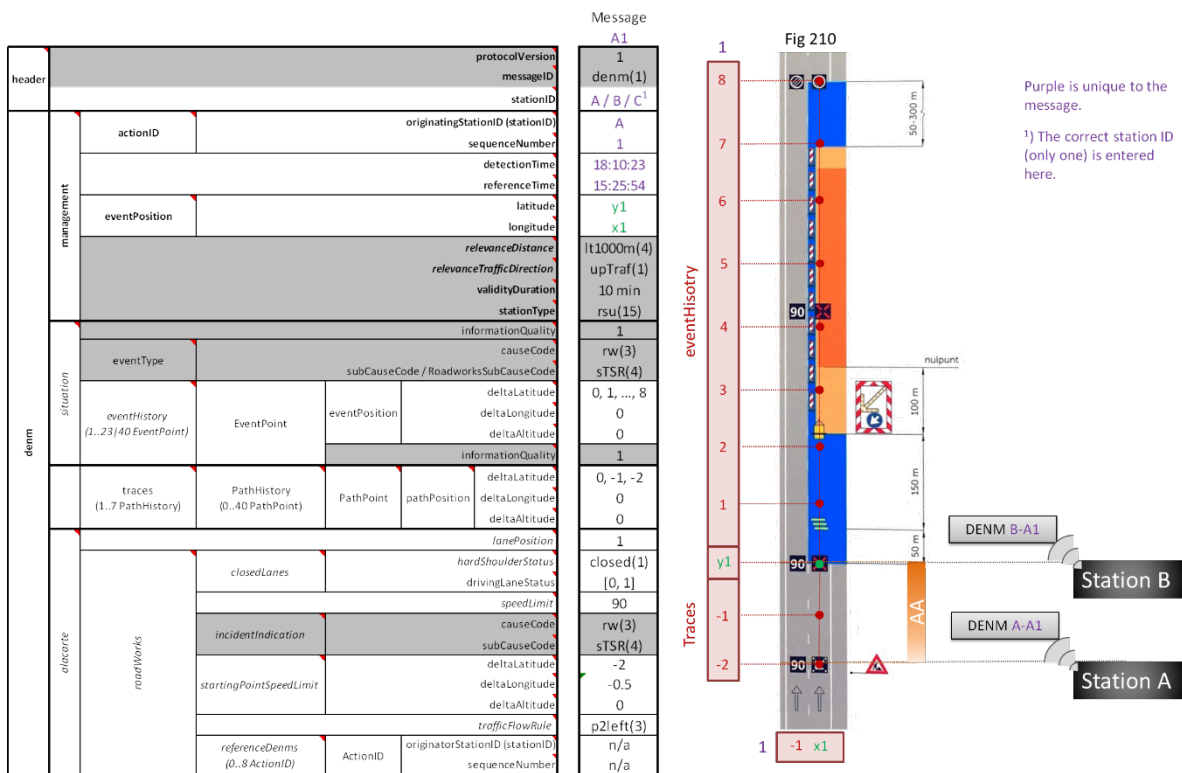 Message
A1
header
protocolVersion 1
messageID denm(1)
stationID A / B / C¹
denm
management
actionID
originatingStationID (stationID) A
sequenceNumber 1
detectionTime 18:10:23
referenceTime 15:25:54
eventPosition
latitude y1
longitude x1
relevanceDistance lt1000m(4)
relevanceTrafficDirection upTraf(1)
validityDuration 10 min
stationType rsu(15)
situation
informationQuality 1
eventType
causeCode rw(3)
subCauseCode / RoadworksSubCauseCode sTSR(4)
eventHistory
(1..23|40 EventPoint)
EventPoint
eventPosition
deltaLatitude 0, 1, ..., 8
deltaLongitude 0
deltaAltitude 0
informationQuality 1
traces
(1..7 PathHistory)
PathHistory
(0..40 PathPoint)
PathPoint
pathPosition
deltaLatitude 0, -1, -2
deltaLongitude 0
deltaAltitude 0
alacarte
roadworks
lanePosition 1
closedLanes
hardShoulderStatus closed(1)
drivingLaneStatus [0, 1]
speedLimit 90
incidentIndication
causeCode rw(3)
subCauseCode sTSR(4)
startingPointSpeedLimit
deltaLatitude -2
deltaLongitude -0.5
deltaAltitude 0
trafficFlowRule p2left(3)
referenceDenms
(0..8 ActionID)
ActionID
originatorStationID (stationID) n/a
sequenceNumber n/a
1
Fig 210
eventHisotry
8
7
6
5
4
3
2
1
y1
Traces
-1
-2
1
-1 x1
90
90
90
50-300 m
nulpunt
100 m
150 m
50 m
AA
DENM B-A1
Station B
DENM A-A1
Station A
Purple is unique to the
message.
¹) The correct station ID
(only one) is entered
here.